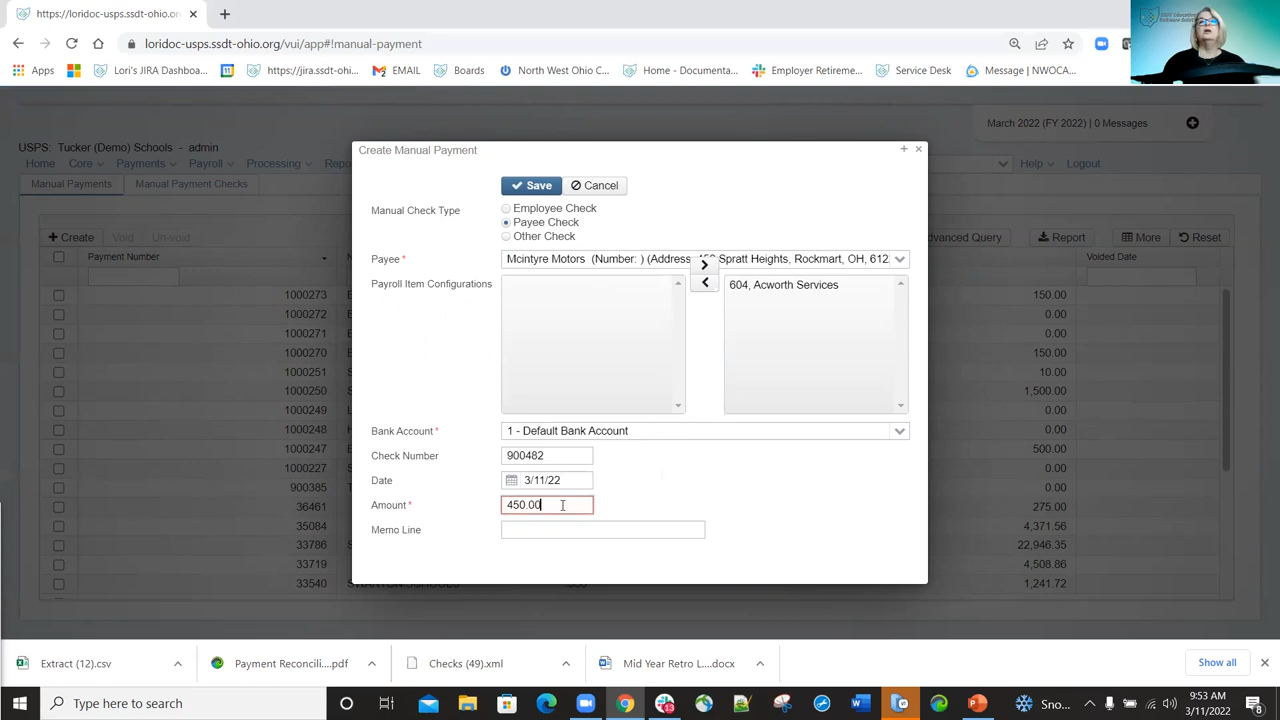 https://loridoc-usps.ssdt-ohio.org/
loridoc-usps.ssdt-ohio.org/vui/app#!manual-payment
Apps Lori's JIRA Dashboa... https://jira.ssdt-ohi... EMAIL Boards North West Ohio C... Home - Documenta... Employer Retireme... Service Desk Message | NWOCA...
March 2022 (FY 2022) | 0 Messages
USPS: Tucker (Demo) Schools - admin
Home Core Payments Payroll Processing Repo Help Logout
Manual Payments Manual Payment Checks
Create Void Un-void dvanced Query Report More Reset
Payment Number Voided Date
1000273 150.00
1000272 0.00
1000271 0.00
1000270 150.00
1000251 10.00
1000250 1,500.00
1000249 0.00
1000248 0.00
1000247 500.00
1000227 0.00
900385 0.00
36461 275.00
35084 4,371.56
33786 22,946.35
33719 4,508.86
33540 1,241.72
Create Manual Payment
Save Cancel
Manual Check Type
Employee Check
Payee Check
Other Check
Payee * Mcintyre Motors (Number: ) (Address Spratt Heights, Rockmart, OH, 612
Payroll Item Configurations
604, Acworth Services
Bank Account * 1 - Default Bank Account
Check Number 900482
Date 3/11/22
Amount * 450.00
Memo Line
Extract (12).csv Payment Reconcili....pdf Checks (49).xml Mid Year Retro L....docx Show all
Type here to search
Sno...
9:53 AM
3/11/2022
13
8